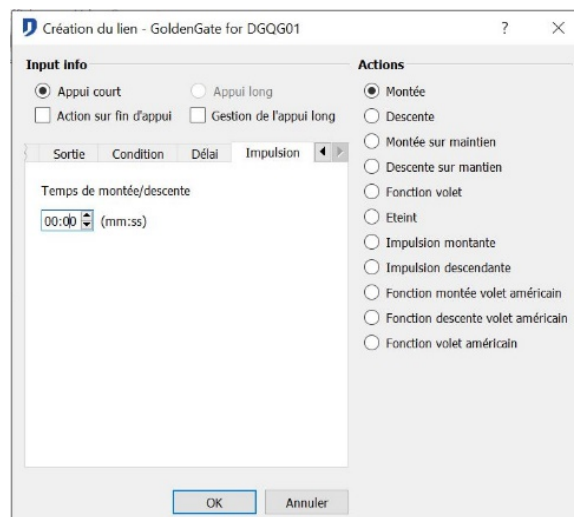 Création du lien - GoldenGate for DGQG01
Input info
Appui court
Appui long
Action sur fin d'appui
Gestion de l'appui long
Sortie
Condition
Délai
Impulsion
Temps de montée/descente
00:00 (mm:ss)
Actions
Montée
Descente
Montée sur maintien
Descente sur mantien
Fonction volet
Eteint
Impulsion montante
Impulsion descendante
Fonction montée volet américain
Fonction descente volet américain
Fonction volet américain
OK
Annuler